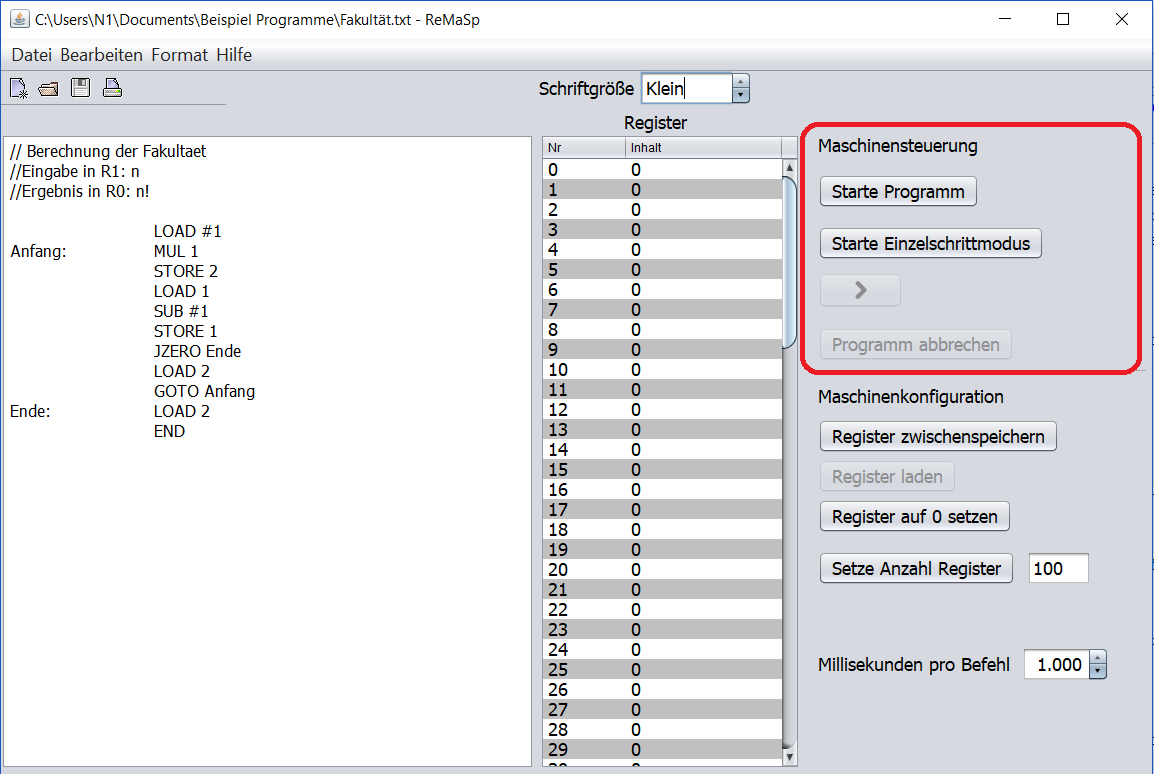 C:\Users\N1\Documents\Beispiel Programme\Fakultät.txt - ReMaSp
Datei Bearbeiten Format Hilfe
Schriftgröße Klein
// Berechnung der Fakultaet
//Eingabe in R1: n
//Ergebnis in R0: n!
LOAD #1
Anfang: MUL 1
STORE 2
LOAD 1
SUB #1
STORE 1
JZERO Ende
LOAD 2
GOTO Anfang
Ende: LOAD 2
END
Register
Nr Inhalt
0 0
1 0
2 0
3 0
4 0
5 0
6 0
7 0
8 0
9 0
10 0
11 0
12 0
13 0
14 0
15 0
16 0
17 0
18 0
19 0
20 0
21 0
22 0
23 0
24 0
25 0
26 0
27 0
28 0
29 0
Maschinensteuerung
Starte Programm
Starte Einzelschrittmodus
Programm abbrechen
Maschinenkonfiguration
Register zwischenspeichern
Register laden
Register auf 0 setzen
Setze Anzahl Register 100
Millisekunden pro Befehl 1.000